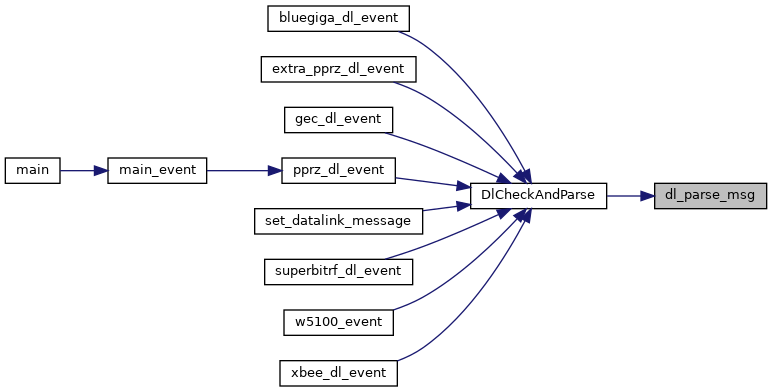 bluegiga_dl_event
extra_pprz_dl_event
gec_dl_event
main
main_event
pprz_dl_event
DlCheckAndParse
dl_parse_msg
set_datalink_message
superbitrf_dl_event
w5100_event
xbee_dl_event